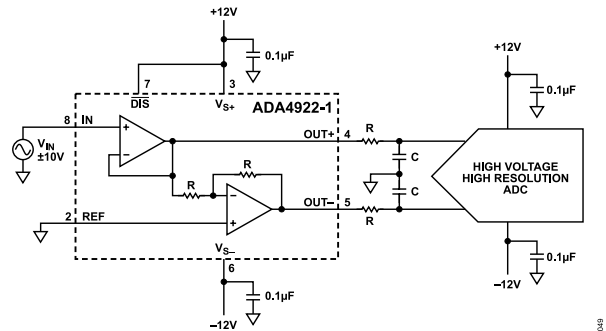 +12V
0.1µF
+12V
0.1µF
7
3
DIS
VS+
ADA4922-1
8 IN
+
–
R
R
–
+
OUT+ 4
R
C
VIN
±10V
HIGH VOLTAGE
HIGH RESOLUTION
ADC
C
2 REF
OUT– 5
R
VS–
6
0.1µF
–12V
0.1µF
–12V
049